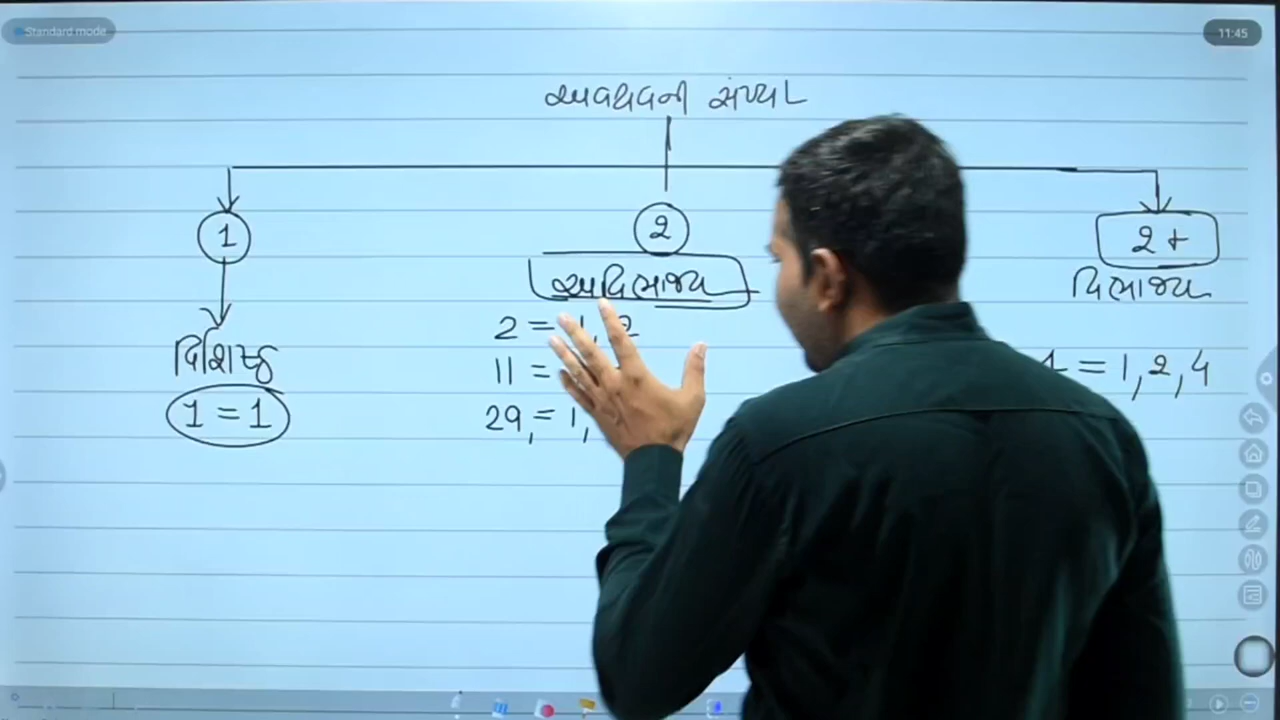 Standard mode
11:45
અવયવની સંખ્યા
1
2
2+
અવિભાજ્ય
વિભાજ્ય
2 = 1, 2
વિશિષ્ટ
11 =
4 = 1, 2, 4
1 = 1
29, = 1,